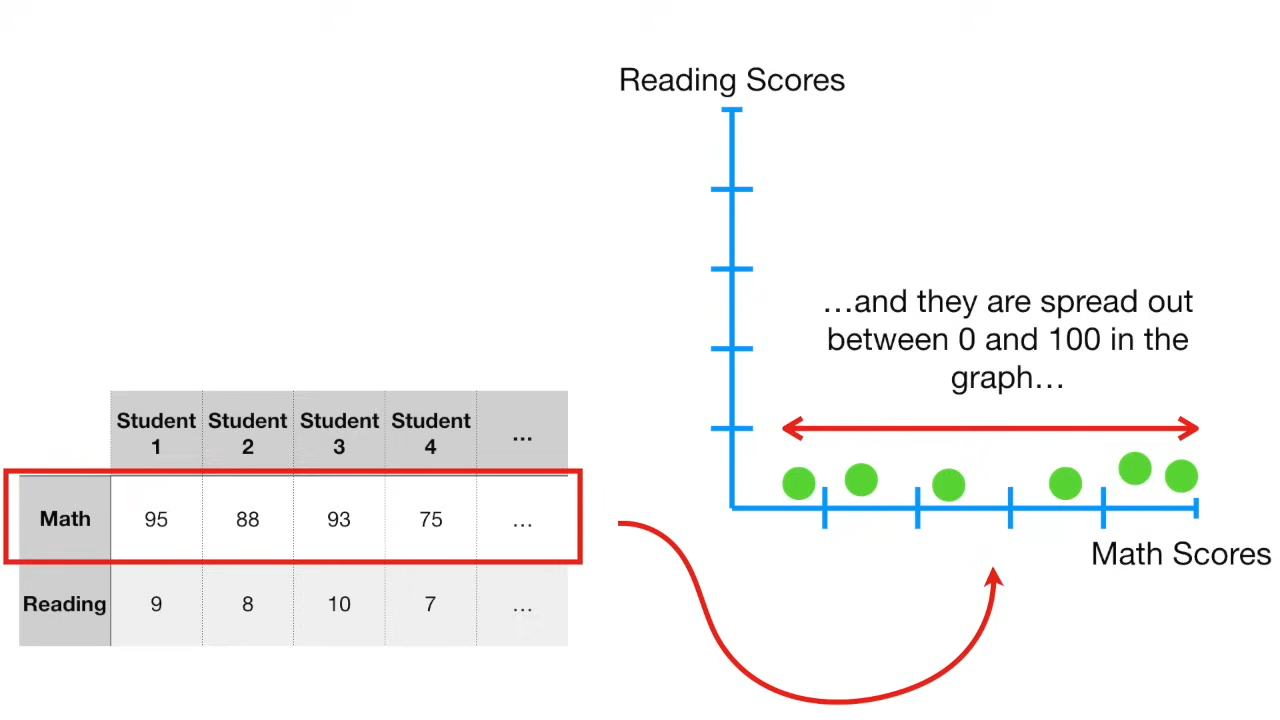 Reading Scores
…and they are spread out
between 0 and 100 in the
graph…
Math Scores
Student 1 Student 2 Student 3 Student 4 …
Math 95 88 93 75 …
Reading 9 8 10 7 …